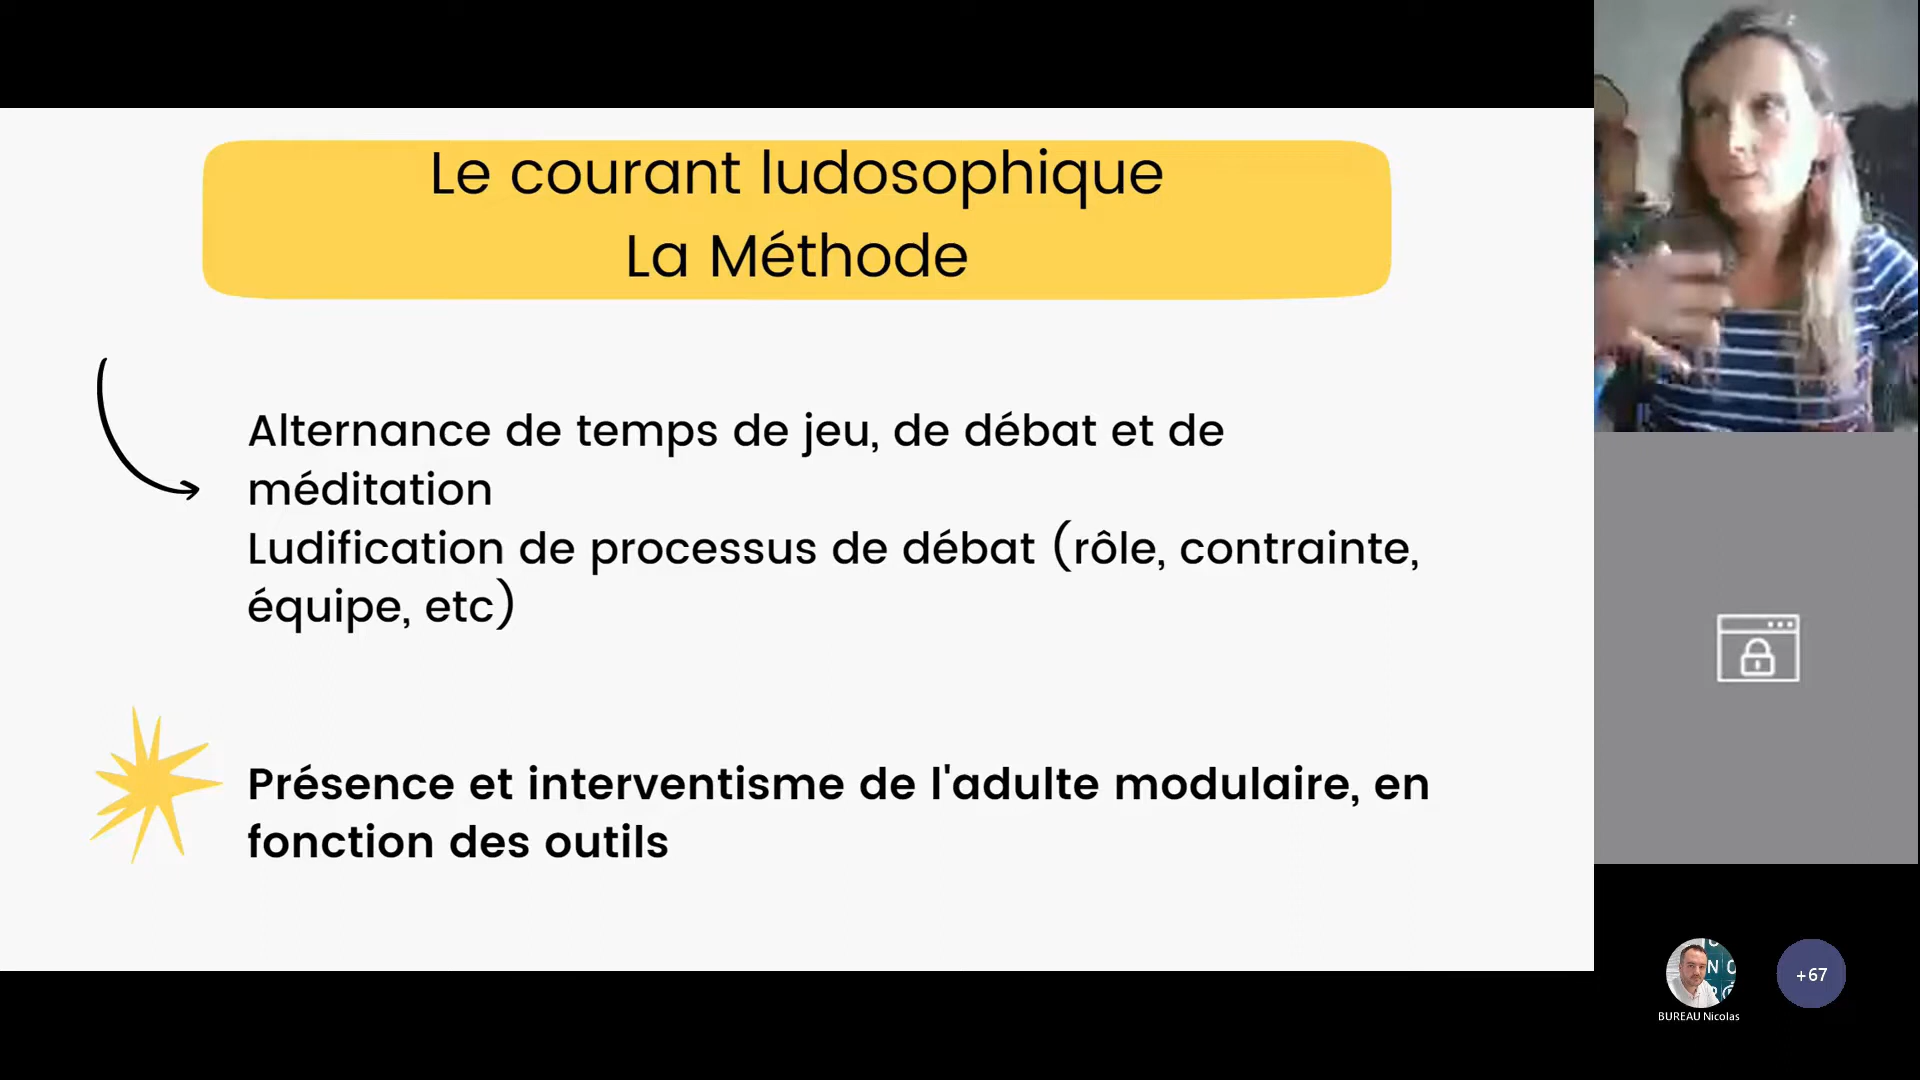 Le courant ludosophique
La Méthode
Alternance de temps de jeu, de débat et de
méditation
Ludification de processus de débat (rôle, contrainte,
équipe, etc)
Présence et interventisme de l'adulte modulaire, en
fonction des outils
BUREAU Nicolas
+67